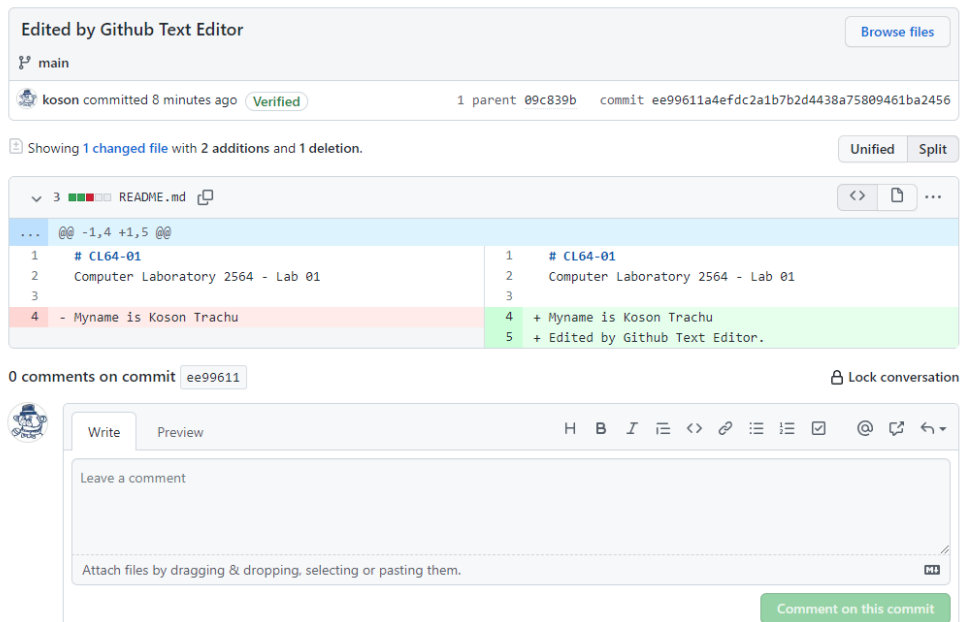 Edited by Github Text Editor
Browse files
main
koson committed 8 minutes ago Verified 1 parent 09c839b commit ee99611a4efdc2a1b7b2d4438a75809461ba2456
Showing 1 changed file with 2 additions and 1 deletion.
Unified Split
3 README.md
... @@ -1,4 +1,5 @@
1 # CL64-01 1 # CL64-01
2 Computer Laboratory 2564 - Lab 01 2 Computer Laboratory 2564 - Lab 01
3 3
4 - Myname is Koson Trachu 4 + Myname is Koson Trachu
5 + Edited by Github Text Editor.
0 comments on commit ee99611
Lock conversation
Write Preview
Leave a comment
Attach files by dragging & dropping, selecting or pasting them.
Comment on this commit